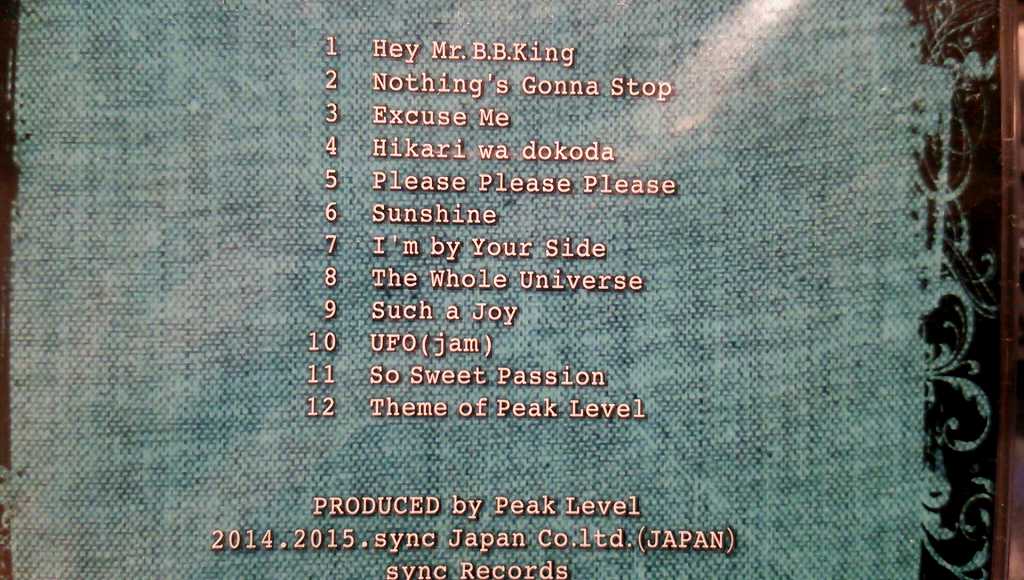 1 Hey Mr. B.B.King
2 Nothing's Gonna Stop
3 Excuse Me
4 Hikari wa dokoda
5 Please Please Please
6 Sunshine
7 I'm by Your Side
8 The Whole Universe
9 Such a Joy
10 UFO(jam)
11 So Sweet Passion
12 Theme of Peak Level
PRODUCED by Peak Level
2014.2015.sync Japan Co.ltd.(JAPAN)
sync Records